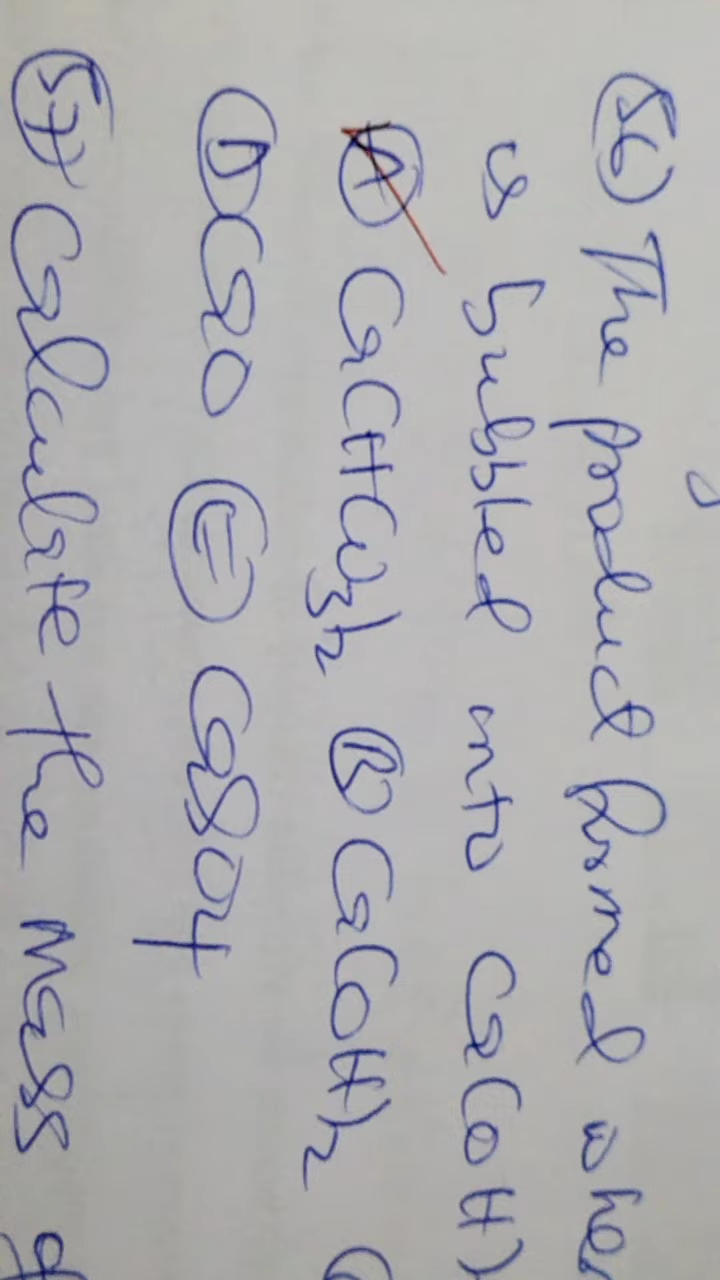 56) The product formed when
is bubbled into Ca(OH)
(A) Ca(HCO3)2 (B) Ca(OH)2 (
(D) CaO (E) CaSO4
57) Calculate the mass of